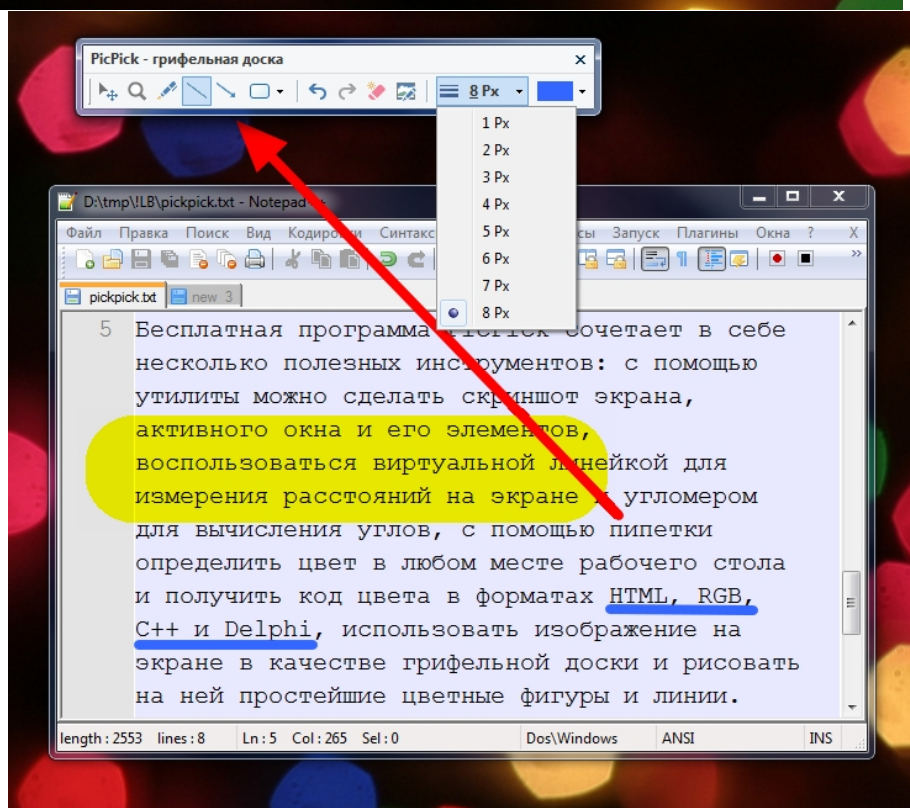 PicPick - грифельная доска
8 Px
1 Px
2 Px
3 Px
4 Px
5 Px
6 Px
7 Px
8 Px
D:\tmp\!LB\pickpick.txt - Notepad
Файл Правка Поиск Вид Кодировки Синтакс сы Запуск Плагины Окна ? X
pickpick.txt new 3
5 Бесплатная программа PicPick сочетает в себе
несколько полезных инструментов: с помощью
утилиты можно сделать скриншот экрана,
активного окна и его элементов,
воспользоваться виртуальной линейкой для
измерения расстояний на экране и угломером
для вычисления углов, с помощью пипетки
определить цвет в любом месте рабочего стола
и получить код цвета в форматах HTML, RGB,
C++ и Delphi, использовать изображение на
экране в качестве грифельной доски и рисовать
на ней простейшие цветные фигуры и линии.
length : 2553 lines : 8 Ln : 5 Col : 265 Sel : 0 Dos\Windows ANSI INS